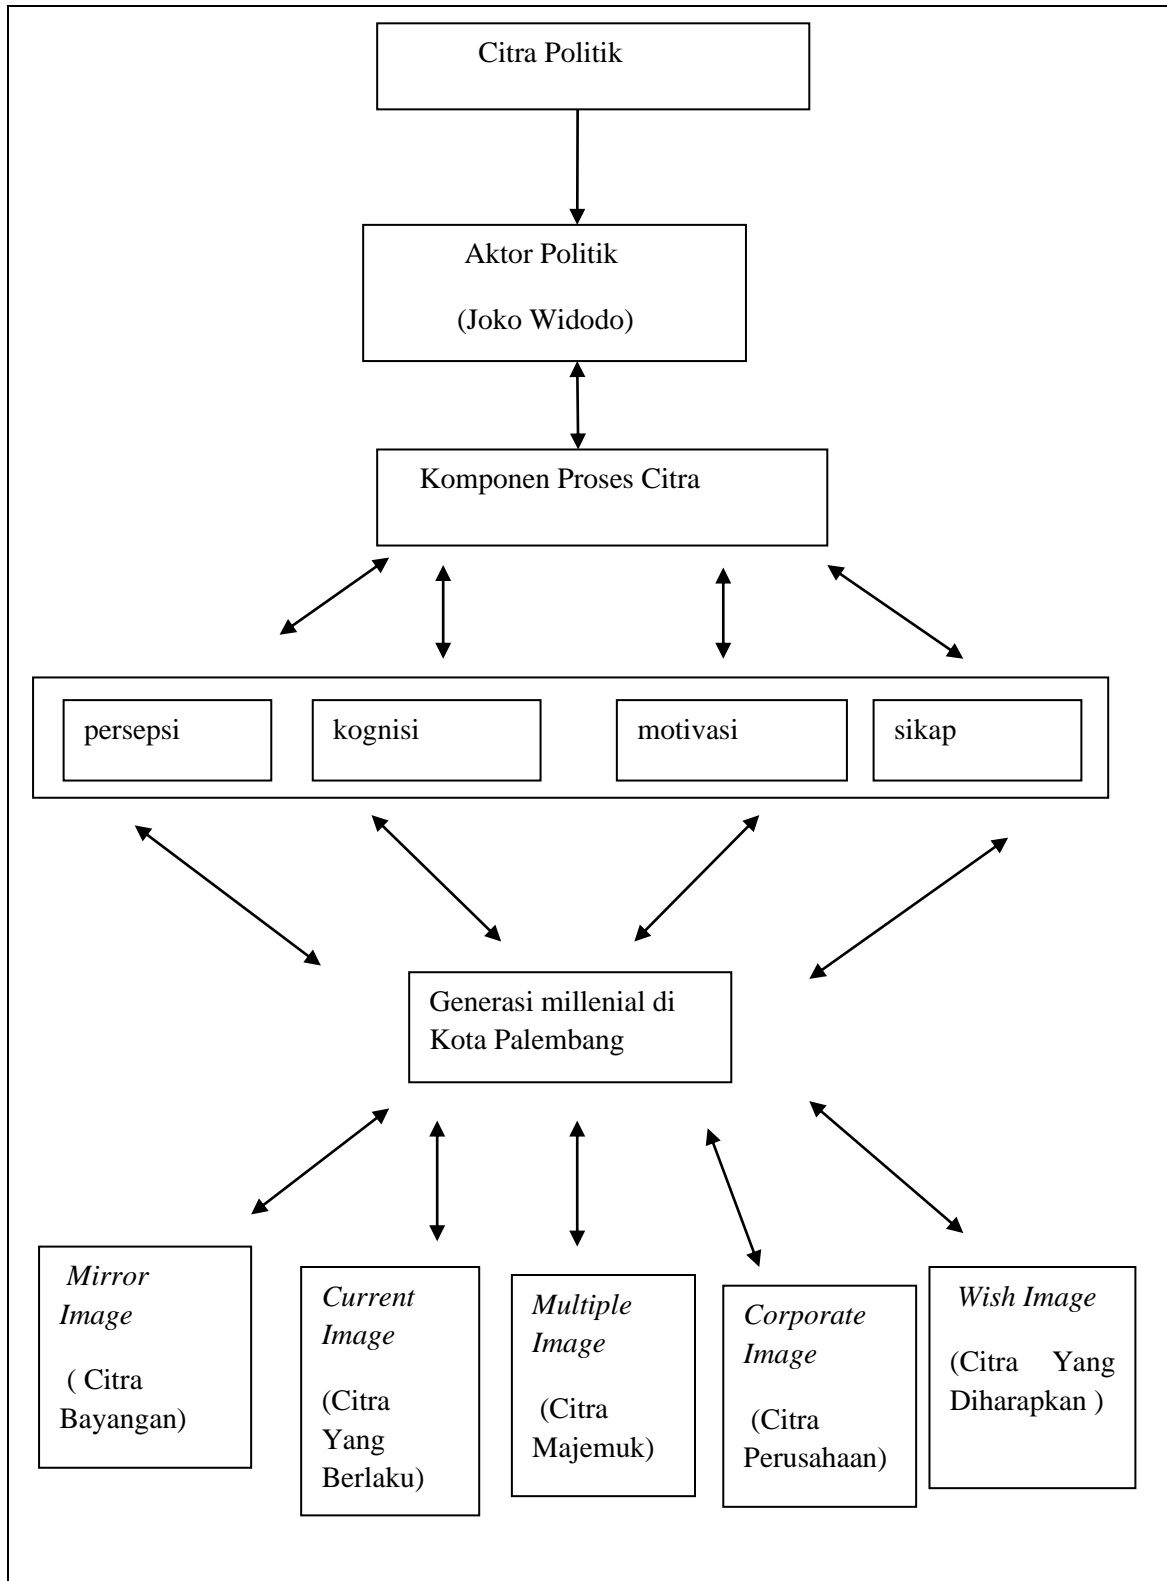 Citra Politik
Aktor Politik
(Joko Widodo)
Komponen Proses Citra
persepsi
kognisi
motivasi
sikap
Generasi millenial di
Kota Palembang
Mirror
Image
( Citra
Bayangan)
Current
Image
(Citra
Yang
Berlaku)
Multiple
Image
(Citra
Majemuk)
Corporate
Image
(Citra
Perusahaan)
Wish Image
(Citra Yang
Diharapkan )